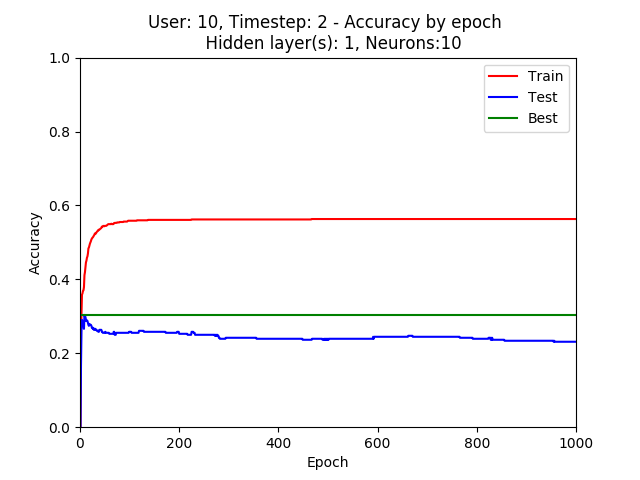 User: 10, Timestep: 2 - Accuracy by epoch
Hidden layer(s): 1, Neurons:10
1.0
0.8
0.6
0.4
0.2
0.0
Accuracy
Train
Test
Best
0 200 400 600 800 1000
Epoch